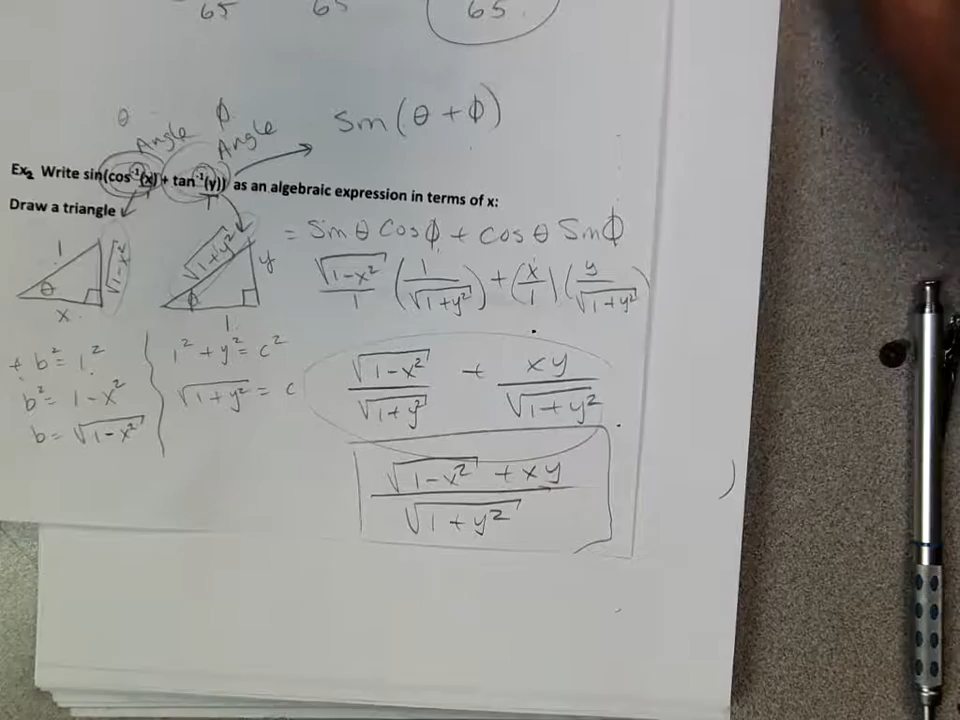 65 65 65
θ Angle φ Angle sin(θ + φ)
Ex2 Write sin(cos⁻¹(x) + tan⁻¹(y)) as an algebraic expression in terms of x:
Draw a triangle
= Sin θ Cos φ + cos θ Sin φ
1 √1-x² θ x
√1+y² y φ 1
√1-x²/1 (1/√1+y²) + (x/1)(y/√1+y²)
+ b² = 1²
b² = 1-x²
b = √1-x²
1² + y² = c²
√1+y² = c
√1-x²/√1+y² + xy/√1+y²
√1-x² + xy/√1+y²